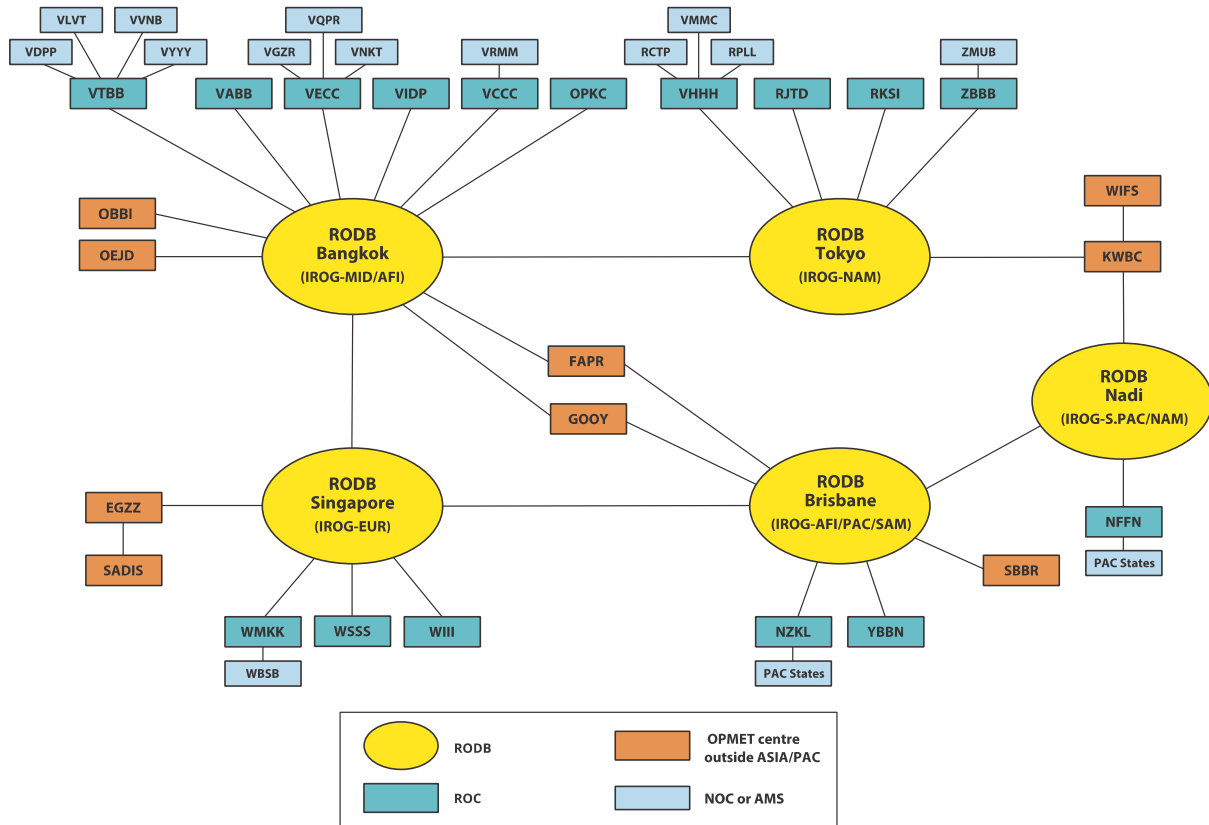 VLVT
VVNB
VQPR
VMMC
VDPP
VYYY
VGZR
VNKT
VRMM
RCTP
RPLL
ZMUB
VTBB
VABB
VECC
VIDP
VCCC
OPKC
VHHH
RJTD
RKSI
ZBBB
WIFS
OBBI
OEJD
RODB
Bangkok
(IROG-MID/AFI)
RODB
Tokyo
(IROG-NAM)
KWBC
FAPR
GOOY
RODB
Nadi
(IROG-S.PAC/NAM)
EGZZ
SADIS
RODB
Singapore
(IROG-EUR)
RODB
Brisbane
(IROG-AFI/PAC/SAM)
NFFN
PAC States
SBBR
WMKK
WSSS
WIII
NZKL
YBBN
WBSB
PAC States
RODB
OPMET centre
outside ASIA/PAC
ROC
NOC or AMS